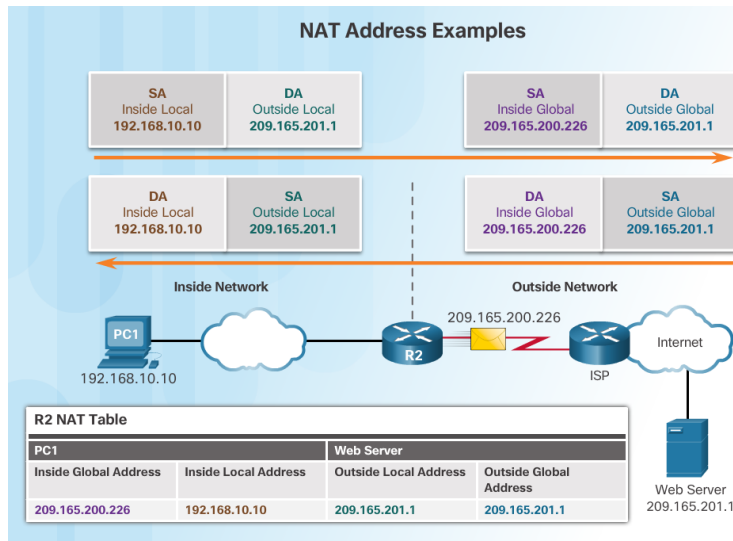 NAT Address Examples
SA
Inside Local
192.168.10.10
DA
Outside Local
209.165.201.1
SA
Inside Global
209.165.200.226
DA
Outside Global
209.165.201.1
DA
Inside Local
192.168.10.10
SA
Outside Local
209.165.201.1
DA
Inside Global
209.165.200.226
SA
Outside Global
209.165.201.1
Inside Network
Outside Network
209.165.200.226
PC1
R2
Internet
192.168.10.10
ISP
R2 NAT Table
PC1
Web Server
Inside Global Address
Inside Local Address
Outside Local Address
Outside Global
Address
209.165.200.226
192.168.10.10
209.165.201.1
209.165.201.1
Web Server
209.165.201.1